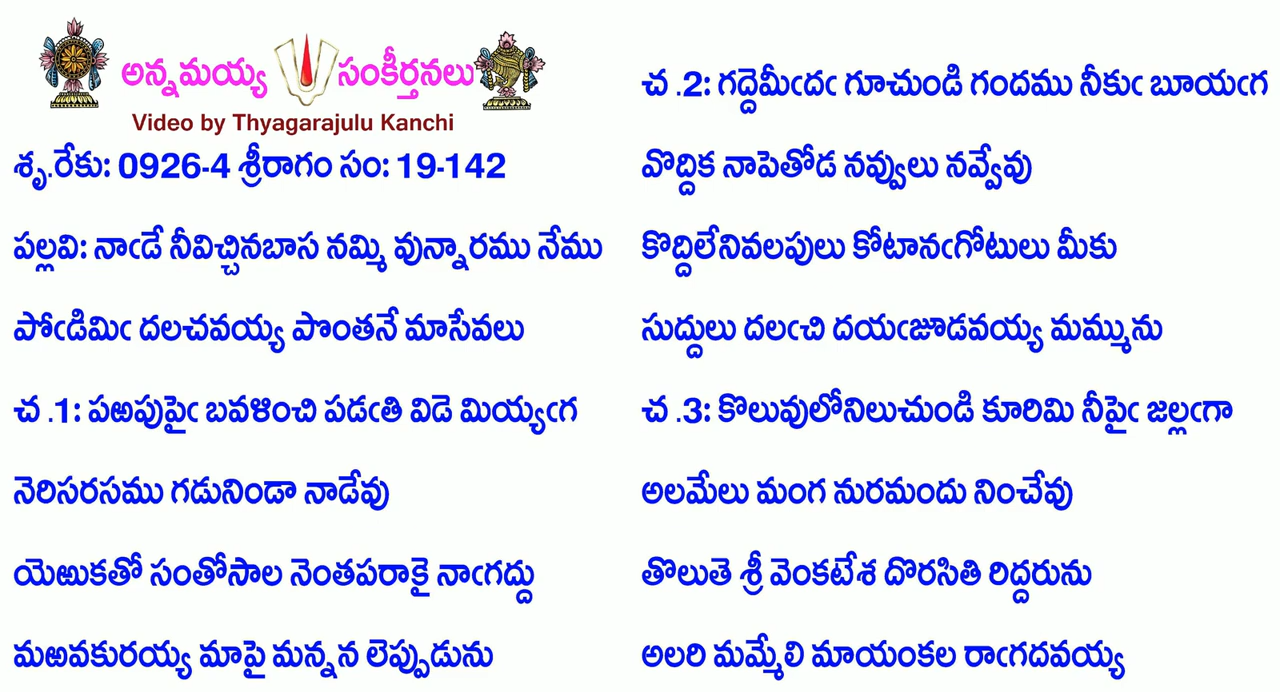 అన్నమయ్య సంకీర్తనలు
Video by Thyagarajulu Kanchi
శృ.రేకు: 0926-4 శ్రీరాగం సం: 19-142
పల్లవి: నాఁడే నీవిచ్చినబాస నమ్మి వున్నారము నేము
పోఁడిమిఁ దలచవయ్య పొంతనే మాసేవలు
చ .1: పఱపుపైఁ బవళించి పడఁతి విడె మియ్యఁగ
నెరిసరసము గడునిండా నాడేవు
యెఱుకతో సంతోసాల నెంతపరాకై నాఁగద్దు
మఱవకురయ్య మాపై మన్నన లెప్పుడును
చ .2: గద్దెమీఁదఁ గూచుండి గందము నీకుఁ బూయఁగ
వొద్దిక నాపెతోడ నవ్వులు నవ్వేవు
కొద్దిలేనివలపులు కోటానఁగోటులు మీకు
సుద్దులు దలఁచి దయఁజూడవయ్య మమ్మును
చ .3: కొలువులోనిలుచుండి కూరిమి నీపైఁ జల్లఁగా
అలమేలు మంగ నురమందు నించేవు
తొలుతె శ్రీ వెంకటేశ దొరసితి రిద్దరును
అలరి మమ్మేలి మాయంకల రాఁగదవయ్య